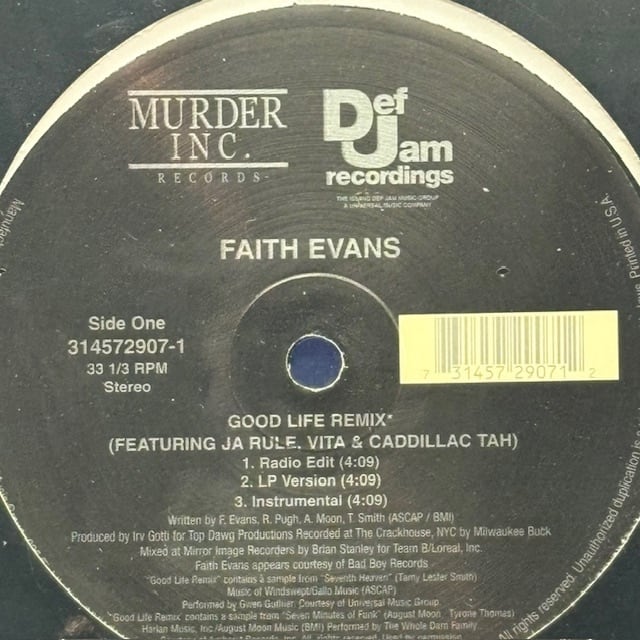 MURDER
INC.
RECORDS
Def
Jam
recordings
THE ISLAND DEF JAM MUSIC GROUP
A UNIVERSAL MUSIC COMPANY
Printed in U.S.A.
FAITH EVANS
Side One
314572907-1
33 1/3 RPM
Stereo
7 31457 29071 2
GOOD LIFE REMIX*
(FEATURING JA RULE, VITA & CADDILLAC TAH)
1. Radio Edit (4:09)
2. LP Version (4:09)
3. Instrumental (4:09)
Written by F. Evans, R. Pugh, A. Moon, T. Smith (ASCAP / BMI)
Produced by Irv Gotti for Top Dawg Productions Recorded at The Crackhouse, NYC by Milwaukee Buck
Mixed at Mirror Image Recorders by Brian Stanley for Team B/Loreal, Inc.
Faith Evans appears courtesy of Bad Boy Records
"Good Life Remix" contains a sample from "Seventh Heaven" (Tamy Lester Smith)
Music of Windswept/Gallo Music (ASCAP)
Performed by Gwen Guthrie, Courtesy of Universal Music Group.
"Good Life Remix" contains a sample from "Seven Minutes of Funk" (August Moon, Tyrone Thomas)
Harlan Music, Inc./August Moon Music (BMI) Performed by The Whole Darn Family
rights reserved. Unauthorized duplication is